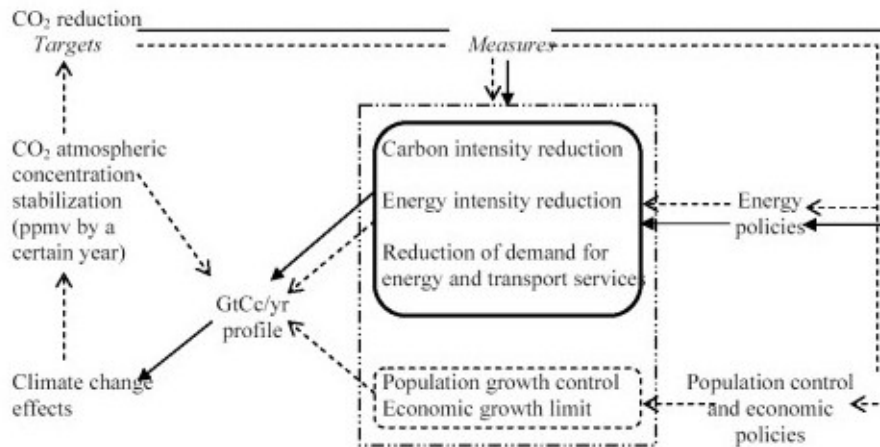 CO₂ reduction
Targets
Measures
CO₂ atmospheric
concentration
stabilization
(ppmv by a
certain year)
Carbon intensity reduction
Energy intensity reduction
Reduction of demand for
energy and transport services
Energy
policies
GtCc/yr
profile
Climate change
effects
Population growth control
Economic growth limit
Population control
and economic
policies